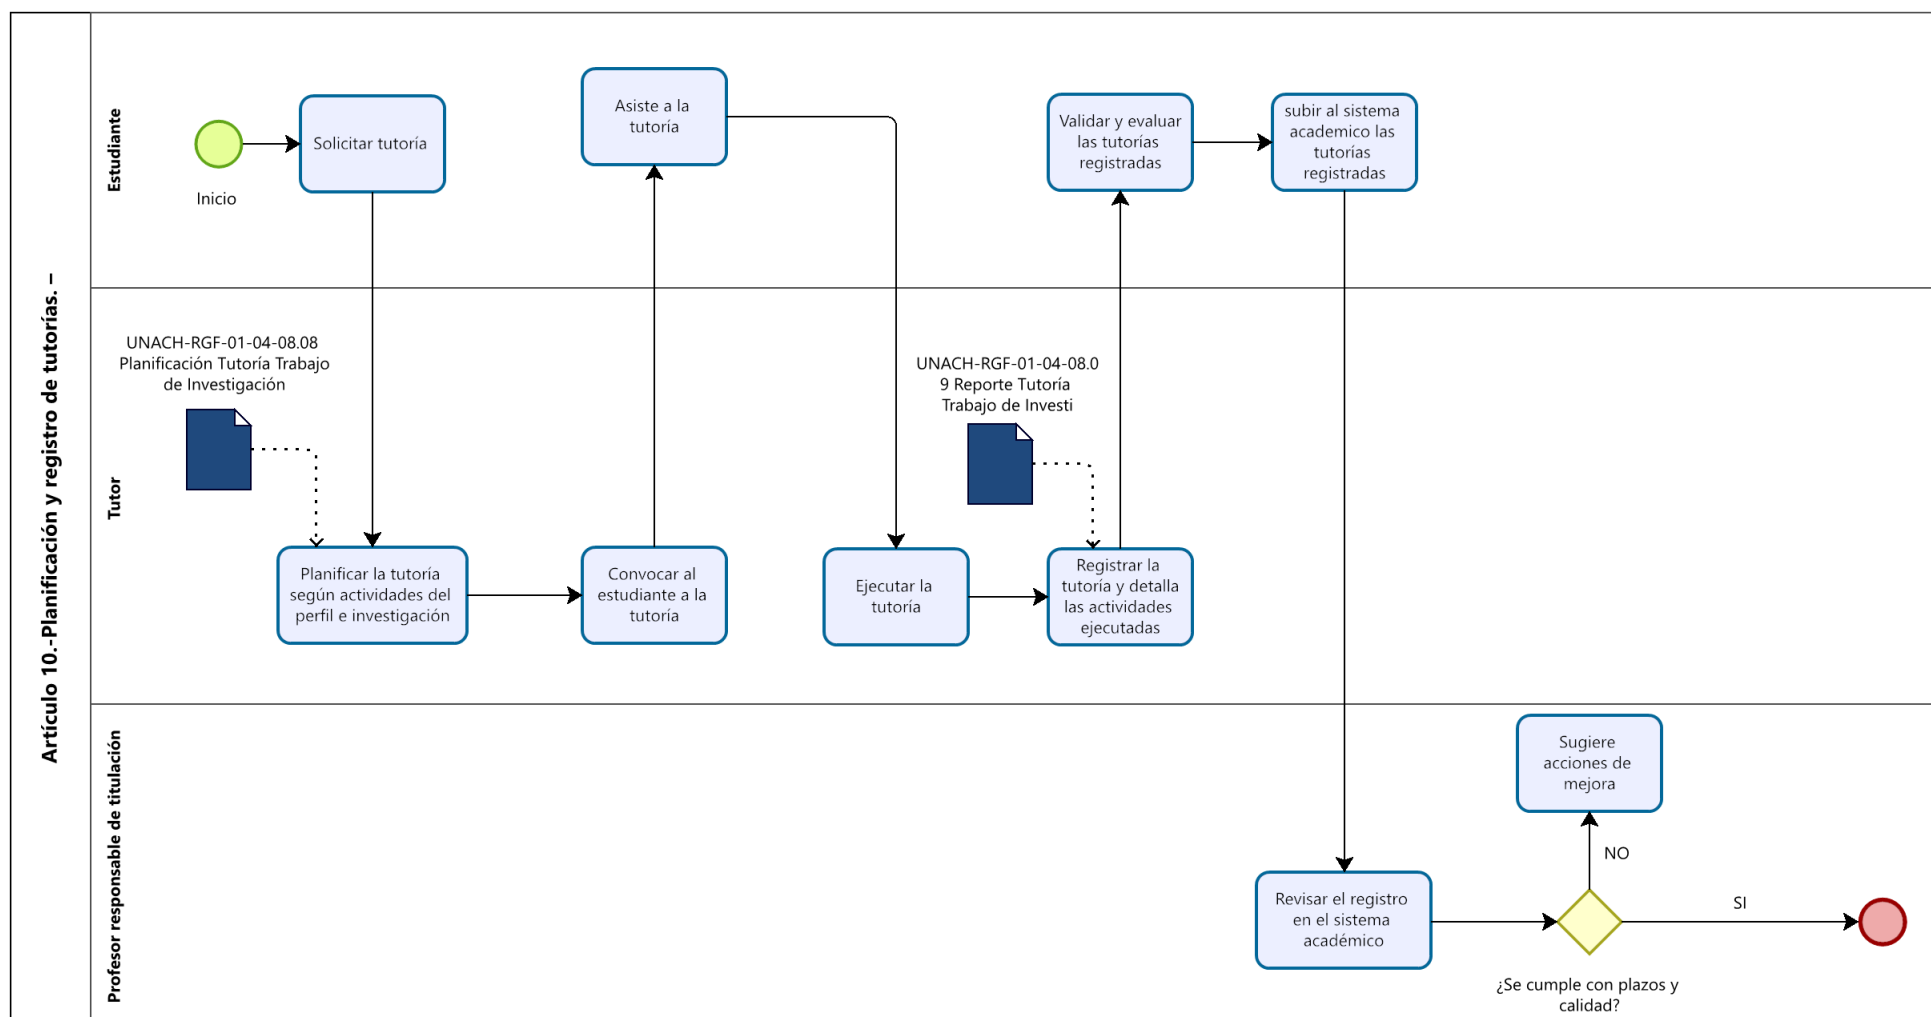 Artículo 10.-Planificación y registro de tutorías. –
Estudiante
Inicio
Solicitar tutoría
Asiste a la
tutoría
Validar y evaluar
las tutorías
registradas
subir al sistema
academico las
tutorías
registradas
Tutor
UNACH-RGF-01-04-08.08
Planificación Tutoría Trabajo
de Investigación
Planificar la tutoría
según actividades del
perfil e investigación
Convocar al
estudiante a la
tutoría
Ejecutar la
tutoría
UNACH-RGF-01-04-08.0
9 Reporte Tutoría
Trabajo de Investi
Registrar la
tutoría y detalla
las actividades
ejecutadas
Profesor responsable de titulación
Revisar el registro
en el sistema
académico
Sugiere
acciones de
mejora
NO
SI
¿Se cumple con plazos y
calidad?